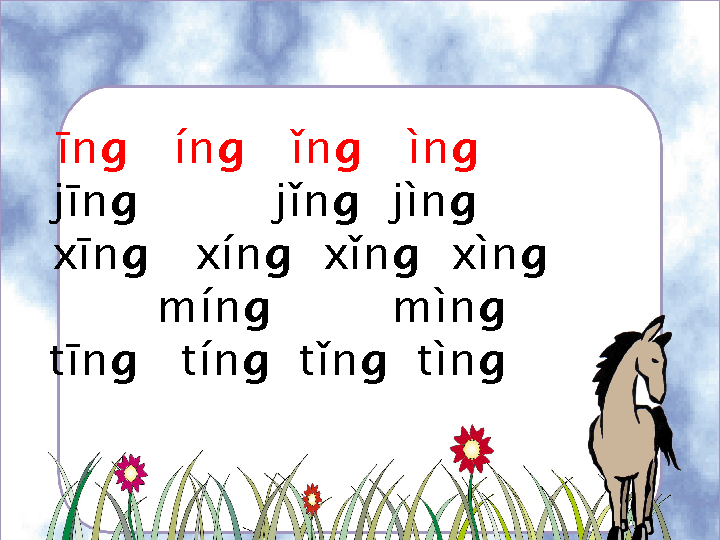 īng íng ǐng ìng
jīng jǐng jìng
xīng xíng xǐng xìng
míng mìng
tīng tíng tǐng tìng